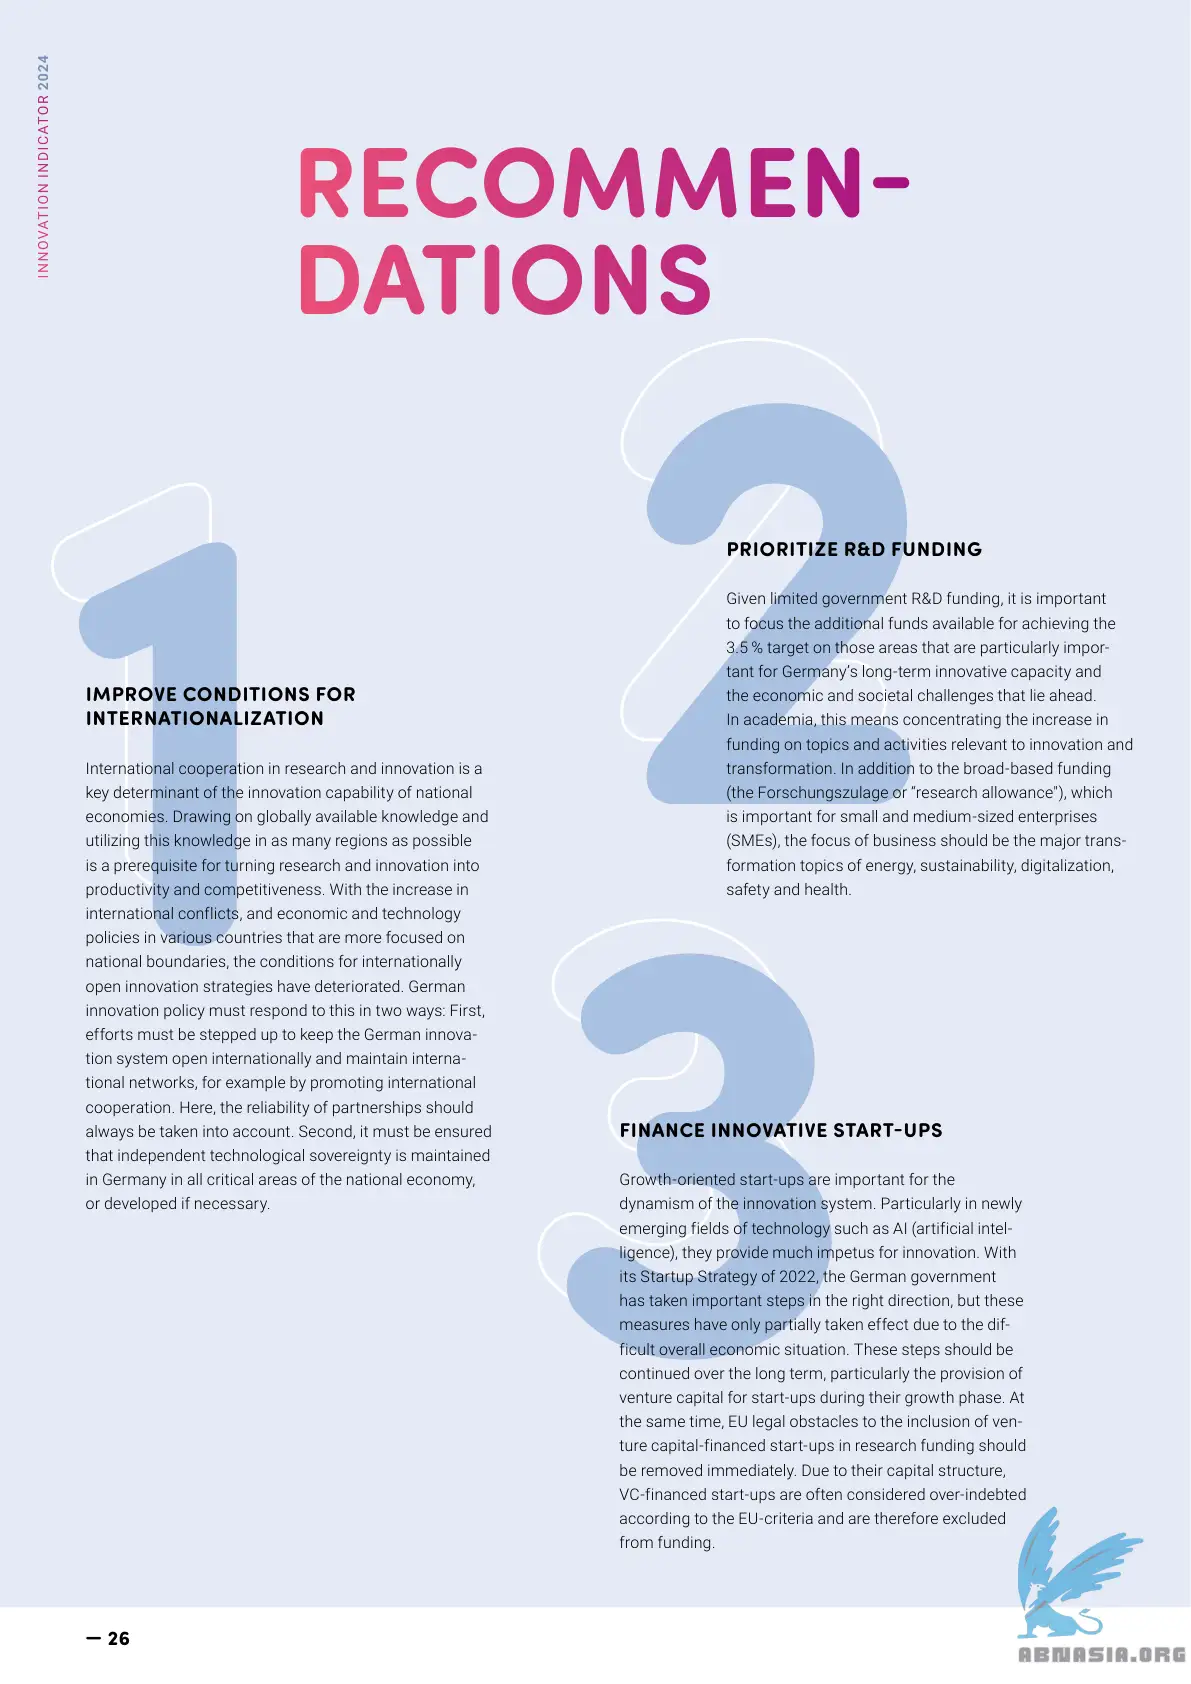 INNOVATION INDICATOR 2024
RECOMMEN-
DATIONS
1
IMPROVE CONDITIONS FOR
INTERNATIONALIZATION
International cooperation in research and innovation is a
key determinant of the innovation capability of national
economies. Drawing on globally available knowledge and
utilizing this knowledge in as many regions as possible
is a prerequisite for turning research and innovation into
productivity and competitiveness. With the increase in
international conflicts, and economic and technology
policies in various countries that are more focused on
national boundaries, the conditions for internationally
open innovation strategies have deteriorated. German
innovation policy must respond to this in two ways: First,
efforts must be stepped up to keep the German innova-
tion system open internationally and maintain interna-
tional networks, for example by promoting international
cooperation. Here, the reliability of partnerships should
always be taken into account. Second, it must be ensured
that independent technological sovereignty is maintained
in Germany in all critical areas of the national economy,
or developed if necessary.
2
PRIORITIZE R&D FUNDING
Given limited government R&D funding, it is important
to focus the additional funds available for achieving the
3.5 % target on those areas that are particularly impor-
tant for Germany's long-term innovative capacity and
the economic and societal challenges that lie ahead.
In academia, this means concentrating the increase in
funding on topics and activities relevant to innovation and
transformation. In addition to the broad-based funding
(the Forschungszulage or "research allowance"), which
is important for small and medium-sized enterprises
(SMEs), the focus of business should be the major trans-
formation topics of energy, sustainability, digitalization,
safety and health.
3
FINANCE INNOVATIVE START-UPS
Growth-oriented start-ups are important for the
dynamism of the innovation system. Particularly in newly
emerging fields of technology such as AI (artificial intel-
ligence), they provide much impetus for innovation. With
its Startup Strategy of 2022, the German government
has taken important steps in the right direction, but these
measures have only partially taken effect due to the dif-
ficult overall economic situation. These steps should be
continued over the long term, particularly the provision of
venture capital for start-ups during their growth phase. At
the same time, EU legal obstacles to the inclusion of ven-
ture capital-financed start-ups in research funding should
be removed immediately. Due to their capital structure,
VC-financed start-ups are often considered over-indebted
according to the EU-criteria and are therefore excluded
from funding.
— 26
ABNASIA.ORG